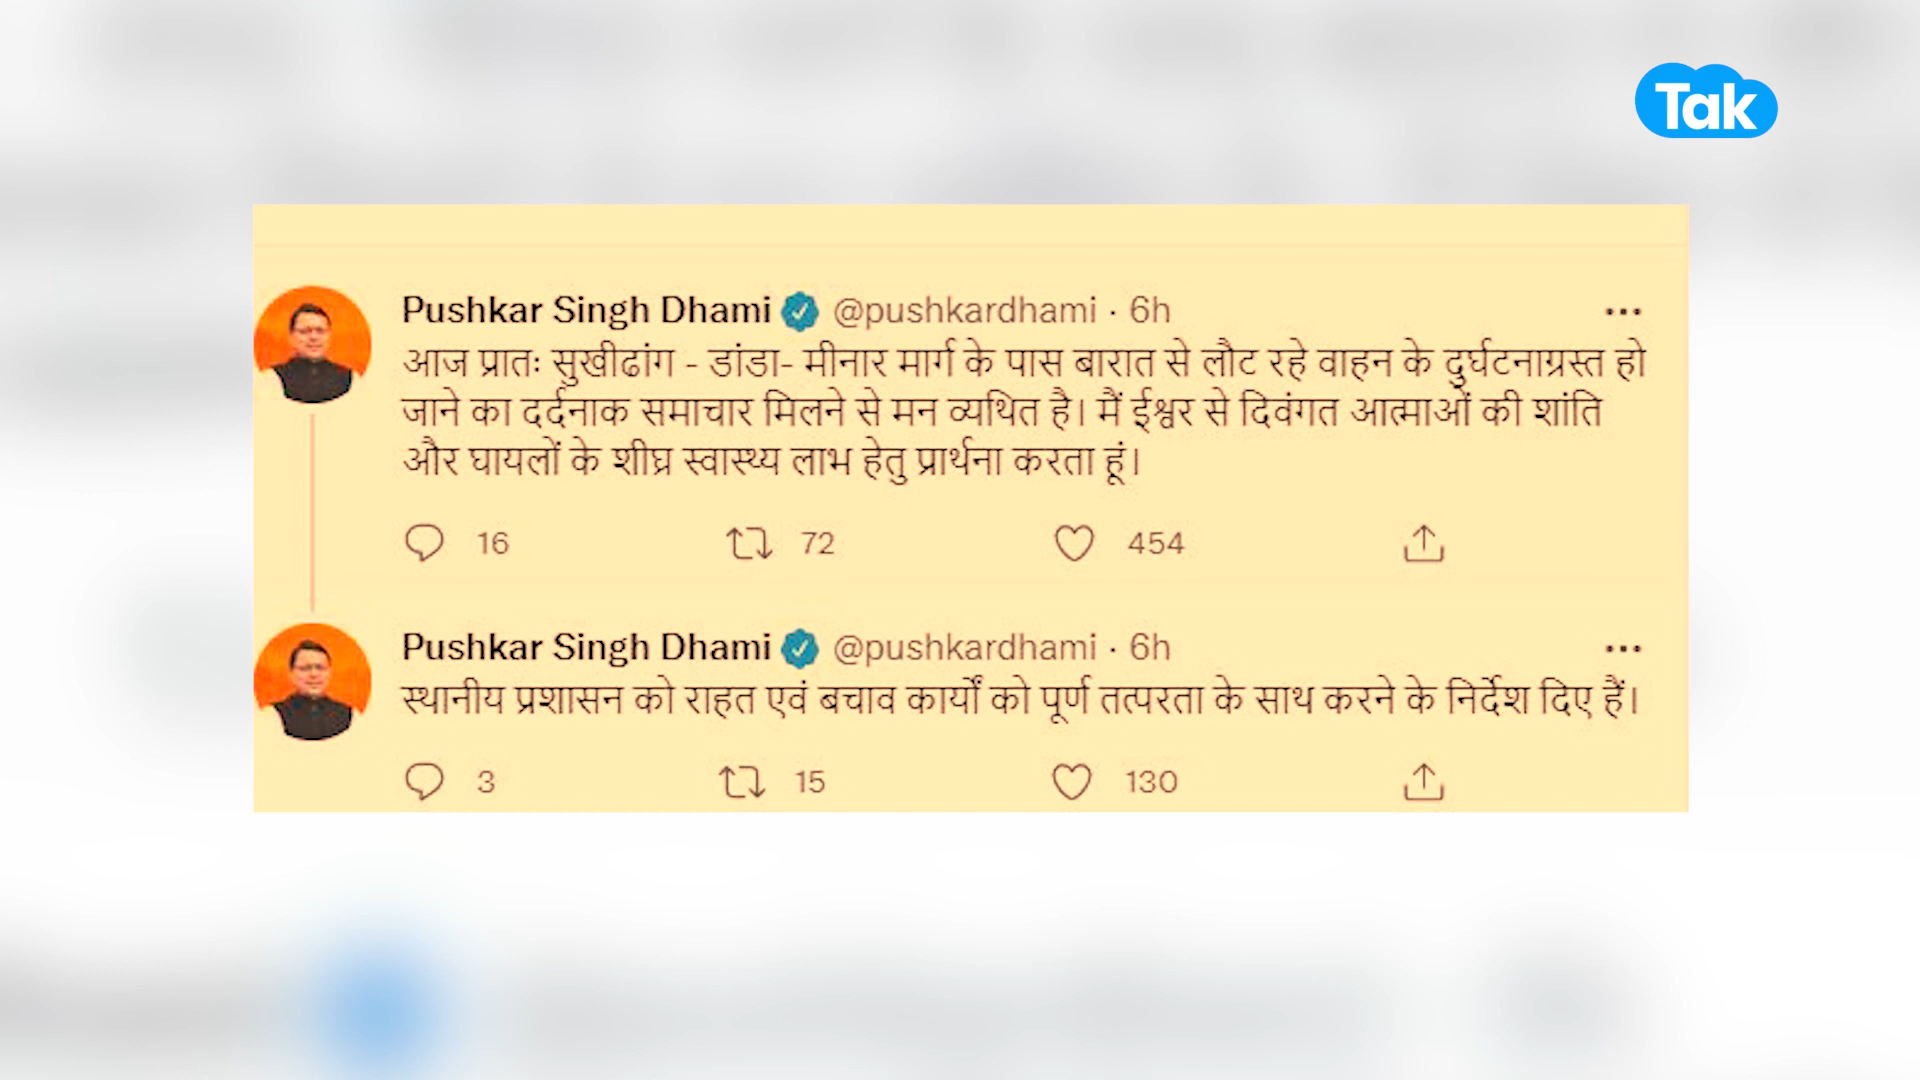 Tak
Pushkar Singh Dhami @pushkardhami · 6h
आज प्रातः सुखीढांग - डांडा- मीनार मार्ग के पास बारात से लौट रहे वाहन के दुर्घटनाग्रस्त हो
जाने का दर्दनाक समाचार मिलने से मन व्यथित है। मैं ईश्वर से दिवंगत आत्माओं की शांति
और घायलों के शीघ्र स्वास्थ्य लाभ हेतु प्रार्थना करता हूं।
16 72 454
Pushkar Singh Dhami @pushkardhami · 6h
स्थानीय प्रशासन को राहत एवं बचाव कार्यों को पूर्ण तत्परता के साथ करने के निर्देश दिए हैं।
3 15 130